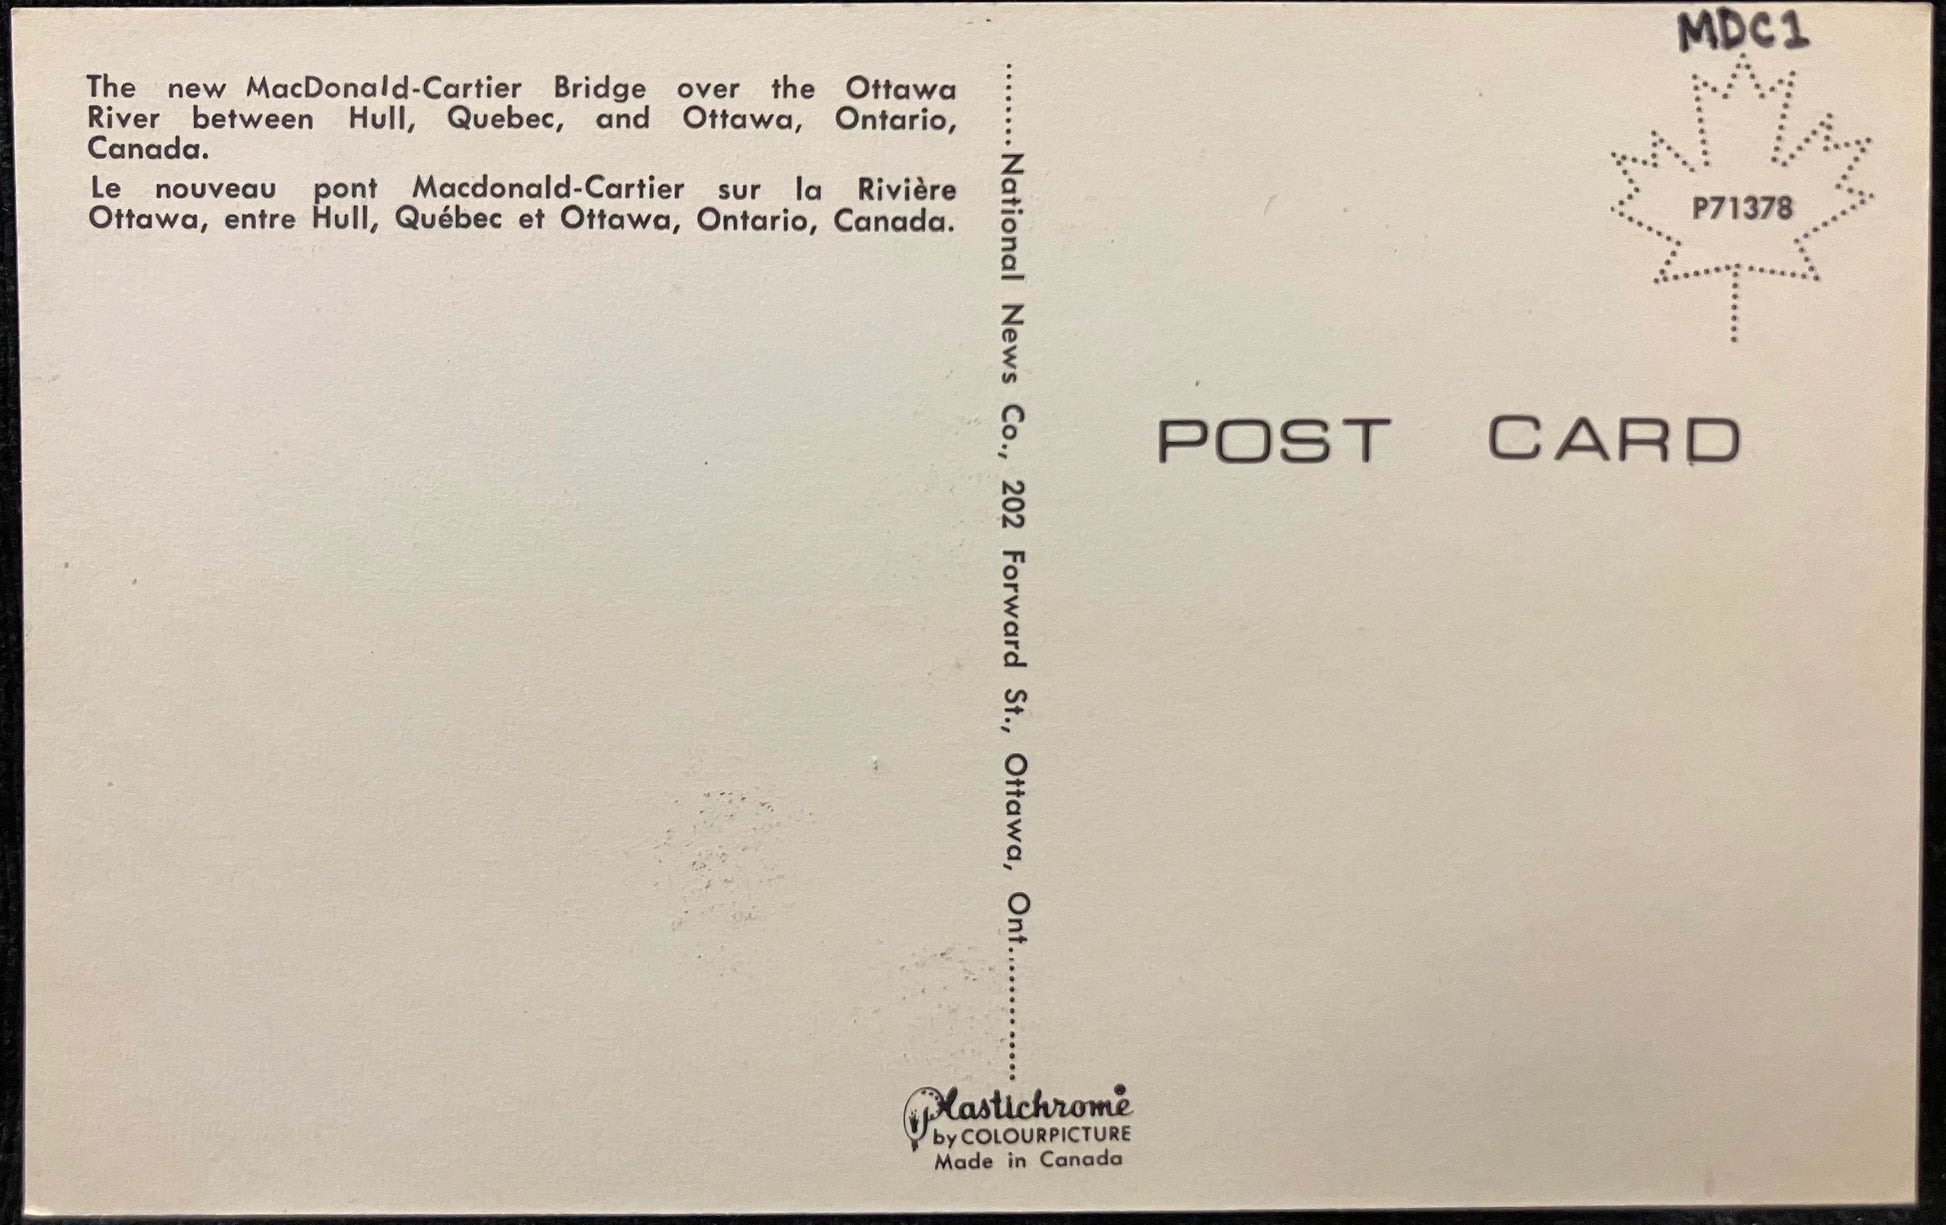 The new MacDonald-Cartier Bridge over the Ottawa
River between Hull, Quebec, and Ottawa, Ontario,
Canada.
Le nouveau pont Macdonald-Cartier sur la Rivière
Ottawa, entre Hull, Québec et Ottawa, Ontario, Canada.
National News Co., 202 Forward St., Ottawa, Ont.
MDC1
P71378
POST CARD
Plastichrome
by COLOURPICTURE
Made in Canada